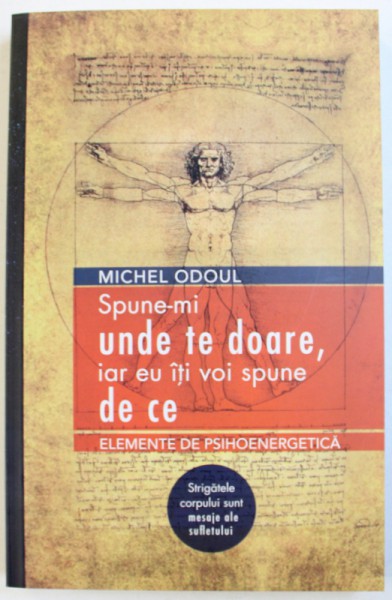 MICHEL ODOUL
Spune-mi
unde te doare,
iar eu îți voi spune
de ce
ELEMENTE DE PSIHOENERGETICĂ
Strigătele
corpului sunt
mesaje ale
sufletului